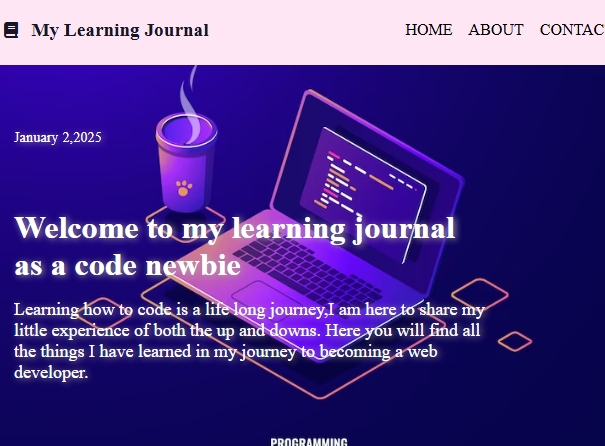 My Learning Journal
HOME ABOUT CONTAC
January 2,2025
Welcome to my learning journal
as a code newbie
Learning how to code is a life long journey,I am here to share my
little experience of both the up and downs. Here you will find all
the things I have learned in my journey to becoming a web
developer.
PROGRAMMING